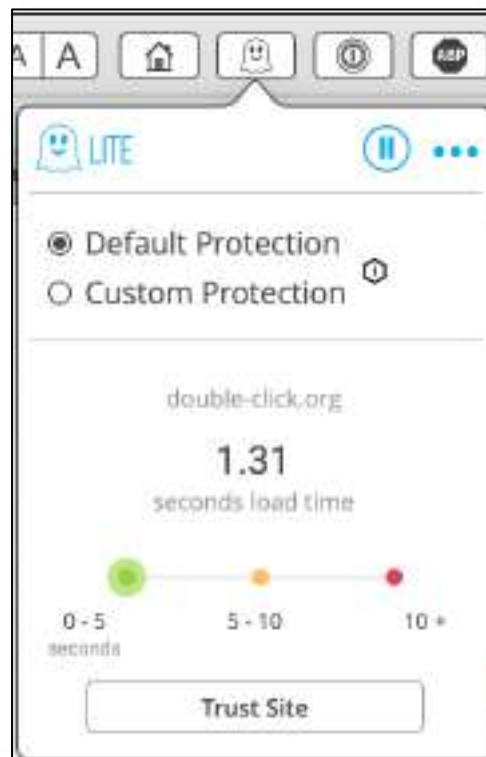 A A ABP
LITE
Default Protection
Custom Protection
double-click.org
1.31
seconds load time
0 - 5 5 - 10 10 +
seconds
Trust Site